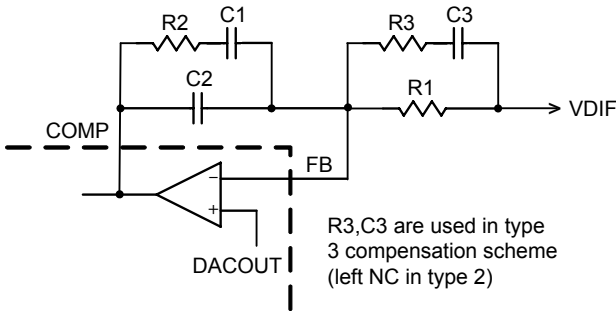 R2
C1
R3
C3
C2
R1
VDIF
COMP
FB
−
+
DACOUT
R3,C3 are used in type
3 compensation scheme
(left NC in type 2)